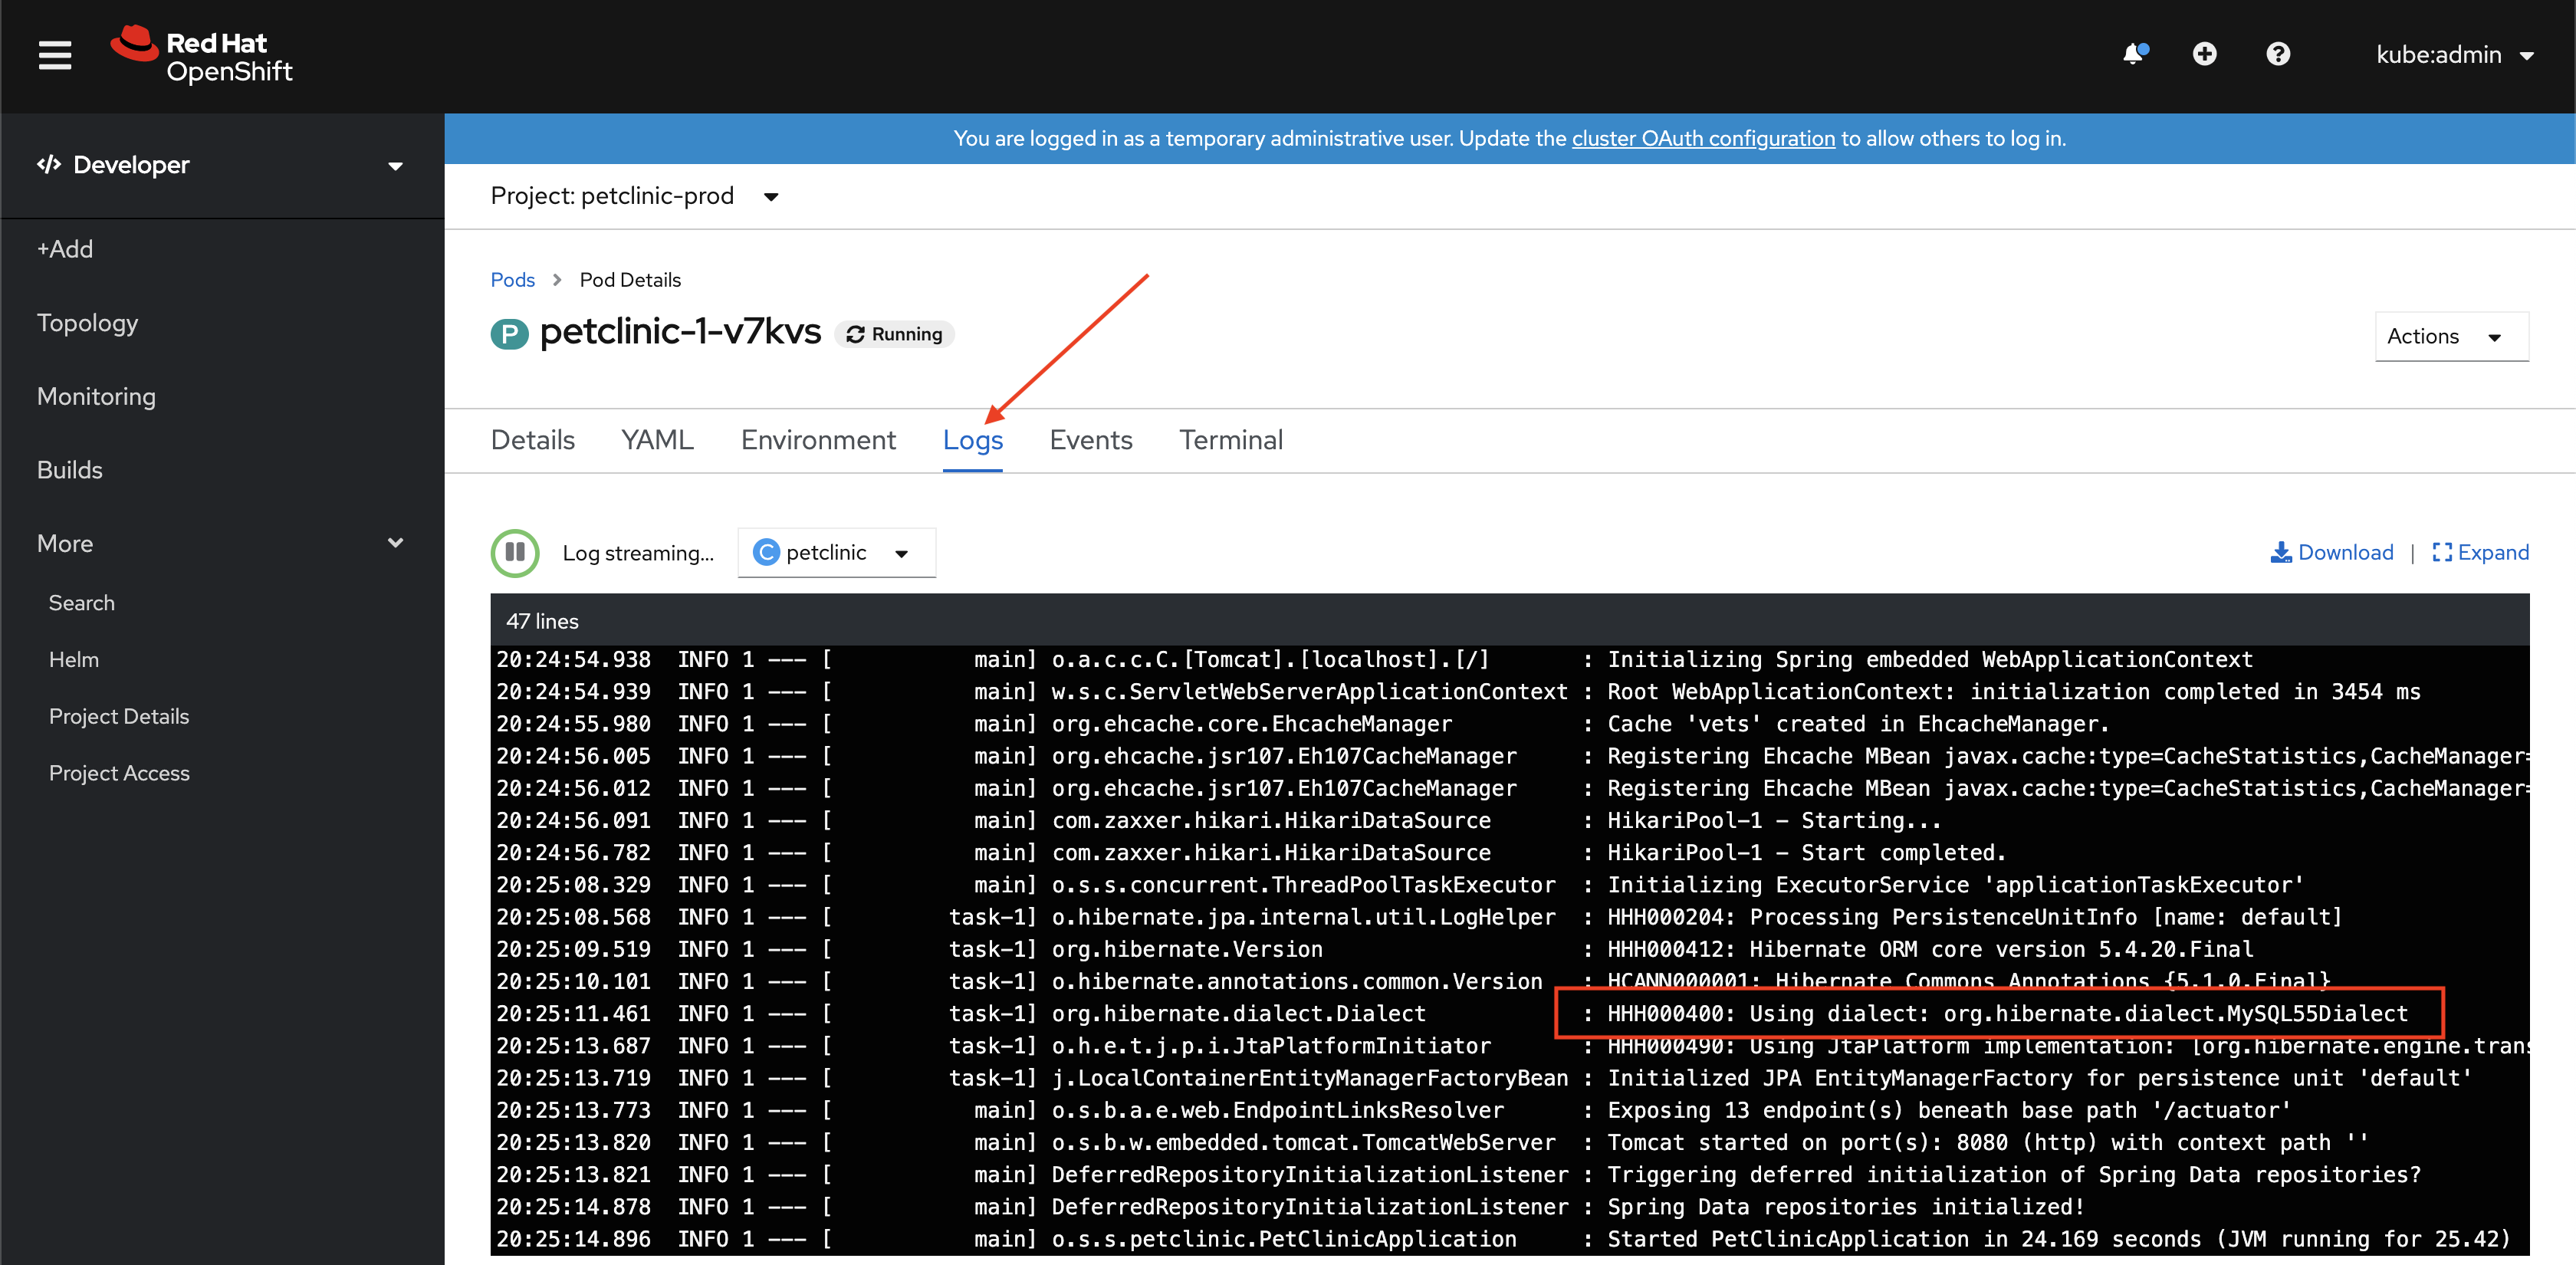 Red Hat
OpenShift
kube:admin
You are logged in as a temporary administrative user. Update the cluster OAuth configuration to allow others to log in.
</> Developer
+Add
Topology
Monitoring
Builds
More
Search
Helm
Project Details
Project Access
Project: petclinic-prod
Pods > Pod Details
P petclinic-1-v7kvs Running
Actions
Details YAML Environment Logs Events Terminal
Log streaming... C petclinic
Download | Expand
47 lines
20:24:54.938  INFO 1 --- [           main] o.a.c.c.C.[Tomcat].[localhost].[/]       : Initializing Spring embedded WebApplicationContext
20:24:54.939  INFO 1 --- [           main] w.s.c.ServletWebServerApplicationContext : Root WebApplicationContext: initialization completed in 3454 ms
20:24:55.980  INFO 1 --- [           main] org.ehcache.core.EhcacheManager          : Cache 'vets' created in EhcacheManager.
20:24:56.005  INFO 1 --- [           main] org.ehcache.jsr107.Eh107CacheManager     : Registering Ehcache MBean javax.cache:type=CacheStatistics,CacheManager=
20:24:56.012  INFO 1 --- [           main] org.ehcache.jsr107.Eh107CacheManager     : Registering Ehcache MBean javax.cache:type=CacheStatistics,CacheManager=
20:24:56.091  INFO 1 --- [           main] com.zaxxer.hikari.HikariDataSource       : HikariPool-1 - Starting...
20:24:56.782  INFO 1 --- [           main] com.zaxxer.hikari.HikariDataSource       : HikariPool-1 - Start completed.
20:25:08.329  INFO 1 --- [           main] o.s.s.concurrent.ThreadPoolTaskExecutor  : Initializing ExecutorService 'applicationTaskExecutor'
20:25:08.568  INFO 1 --- [         task-1] o.hibernate.jpa.internal.util.LogHelper  : HHH000204: Processing PersistenceUnitInfo [name: default]
20:25:09.519  INFO 1 --- [         task-1] org.hibernate.Version                    : HHH000412: Hibernate ORM core version 5.4.20.Final
20:25:10.101  INFO 1 --- [         task-1] o.hibernate.annotations.common.Version   : HCANN000001: Hibernate Commons Annotations {5.1.0.Final}
20:25:11.461  INFO 1 --- [         task-1] org.hibernate.dialect.Dialect            : HHH000400: Using dialect: org.hibernate.dialect.MySQL55Dialect
20:25:13.687  INFO 1 --- [         task-1] o.h.e.t.j.p.i.JtaPlatformInitiator       : HHH000490: Using JtaPlatform implementation: [org.hibernate.engine.trans
20:25:13.719  INFO 1 --- [         task-1] j.LocalContainerEntityManagerFactoryBean : Initialized JPA EntityManagerFactory for persistence unit 'default'
20:25:13.773  INFO 1 --- [           main] o.s.b.a.e.web.EndpointLinksResolver      : Exposing 13 endpoint(s) beneath base path '/actuator'
20:25:13.820  INFO 1 --- [           main] o.s.b.w.embedded.tomcat.TomcatWebServer  : Tomcat started on port(s): 8080 (http) with context path ''
20:25:13.821  INFO 1 --- [           main] DeferredRepositoryInitializationListener : Triggering deferred initialization of Spring Data repositories?
20:25:14.878  INFO 1 --- [           main] DeferredRepositoryInitializationListener : Spring Data repositories initialized!
20:25:14.896  INFO 1 --- [           main] o.s.s.petclinic.PetClinicApplication     : Started PetClinicApplication in 24.169 seconds (JVM running for 25.42)